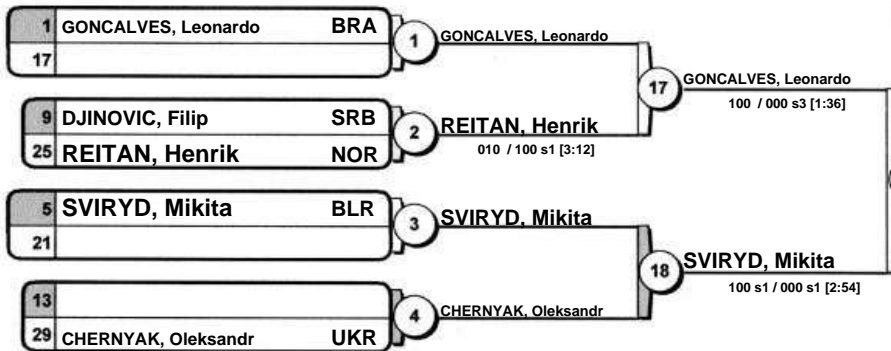 1 GONCALVES, Leonardo BRA
17
1 GONCALVES, Leonardo
17 GONCALVES, Leonardo
100 / 000 s3 [1:36]
9 DJINOVIC, Filip SRB
25 REITAN, Henrik NOR
2 REITAN, Henrik
010 / 100 s1 [3:12]
5 SVIRYD, Mikita BLR
21
3 SVIRYD, Mikita
18 SVIRYD, Mikita
100 s1 / 000 s1 [2:54]
13
29 CHERNYAK, Oleksandr UKR
4 CHERNYAK, Oleksandr